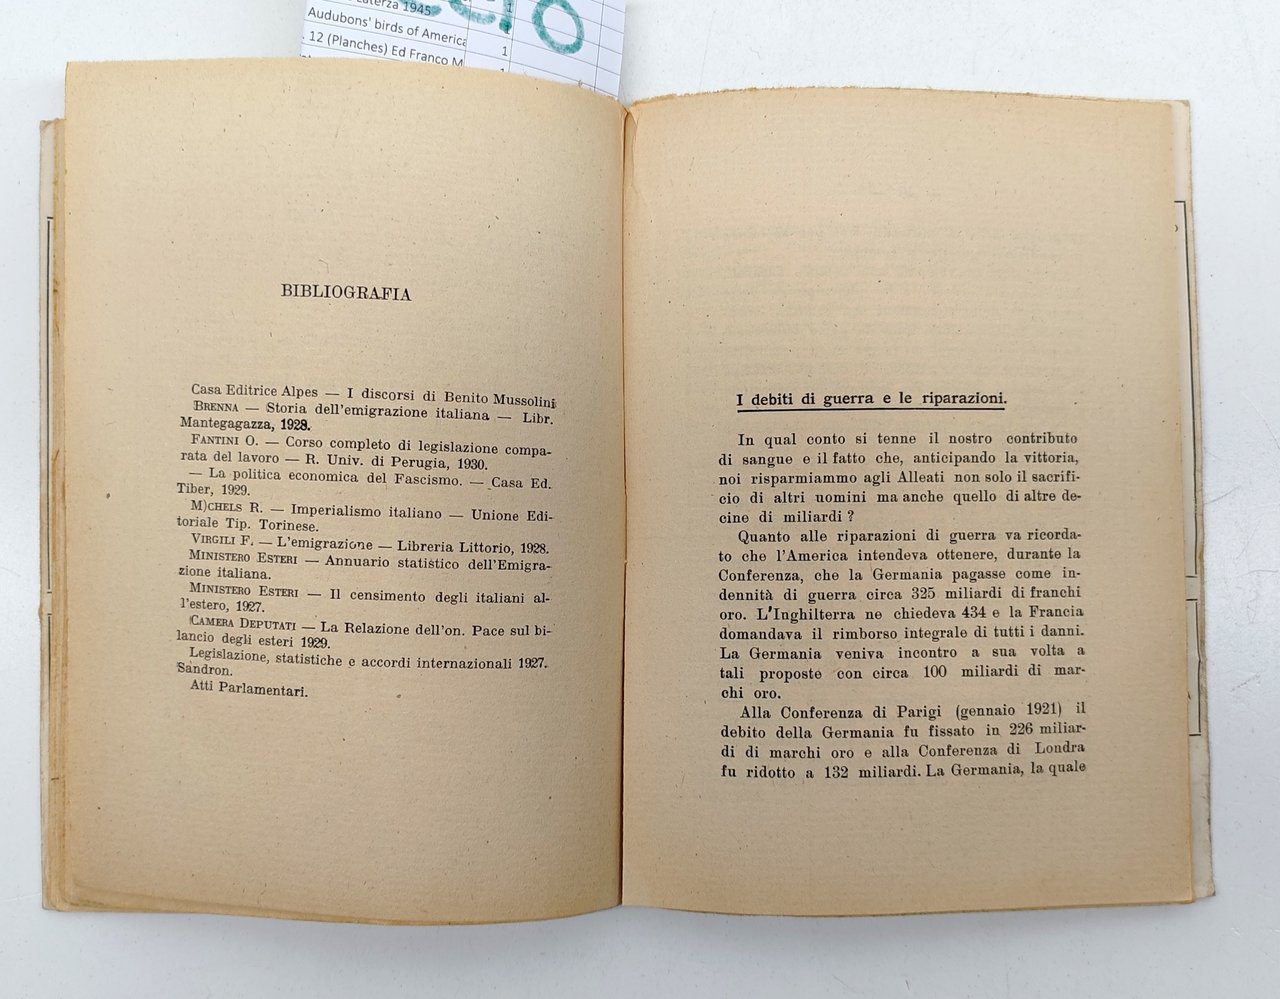 Laterza 1945
1
Audubons' birds of America
1
. 12 (Planches) Ed Franco M
1
BIBLIOGRAFIA
Casa Editrice Alpes — I discorsi di Benito Mussolini
BRENNA — Storia dell'emigrazione italiana — Libr.
Mantegagazza, 1928.
FANTINI O. — Corso completo di legislazione compa-
rata del lavoro — R. Univ. di Perugia, 1930.
— La politica economica del Fascismo. — Casa Ed.
Tiber, 1929.
M)CHELS R. — Imperialismo italiano — Unione Edi-
toriale Tip. Torinese.
VIRGILI F. — L'emigrazione — Libreria Littorio, 1928.
MINISTERO ESTERI — Annuario statistico dell'Emigra-
zione italiana.
MINISTERO ESTERI — Il censimento degli italiani al-
l'estero, 1927.
CAMERA DEPUTATI — La Relazione dell'on. Pace sul bi-
lancio degli esteri 1929.
Legislazione, statistiche e accordi internazionali 1927.
Sandron.
Atti Parlamentari.
I debiti di guerra e le riparazioni.
In qual conto si tenne il nostro contributo
di sangue e il fatto che, anticipando la vittoria,
noi risparmiammo agli Alleati non solo il sacrifi-
cio di altri uomini ma anche quello di altre de-
cine di miliardi ?
Quanto alle riparazioni di guerra va ricorda-
to che l'America intendeva ottenere, durante la
Conferenza, che la Germania pagasse come in-
dennità di guerra circa 325 miliardi di franchi
oro. L'Inghilterra ne chiedeva 434 e la Francia
domandava il rimborso integrale di tutti i danni.
La Germania veniva incontro a sua volta a
tali proposte con circa 100 miliardi di mar-
chi oro.
Alla Conferenza di Parigi (gennaio 1921) il
debito della Germania fu fissato in 226 miliar-
di di marchi oro e alla Conferenza di Londra
fu ridotto a 132 miliardi. La Germania, la quale